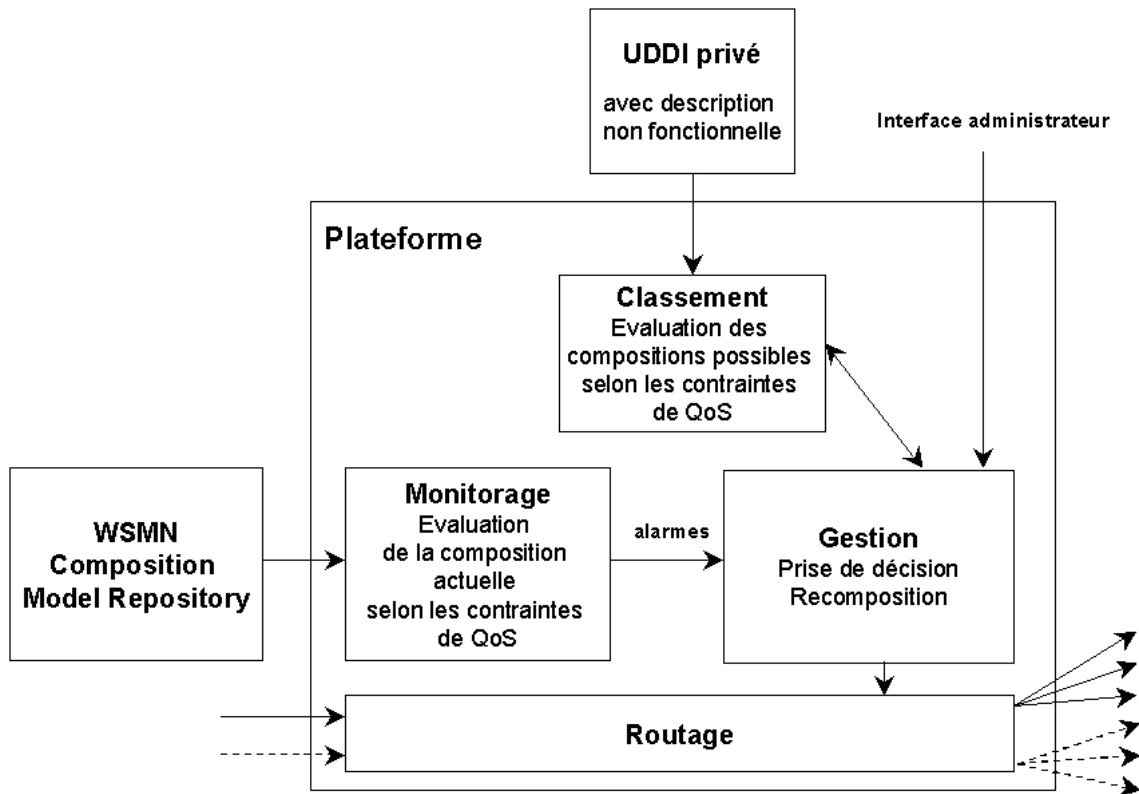 UDDI privé
avec description
non fonctionnelle
Interface administrateur
Plateforme
Classement
Evaluation des
compositions possibles
selon les contraintes
de QoS
WSMN
Composition
Model Repository
Monitorage
Evaluation
de la composition
actuelle
selon les contraintes
de QoS
alarmes
Gestion
Prise de décision
Recomposition
Routage